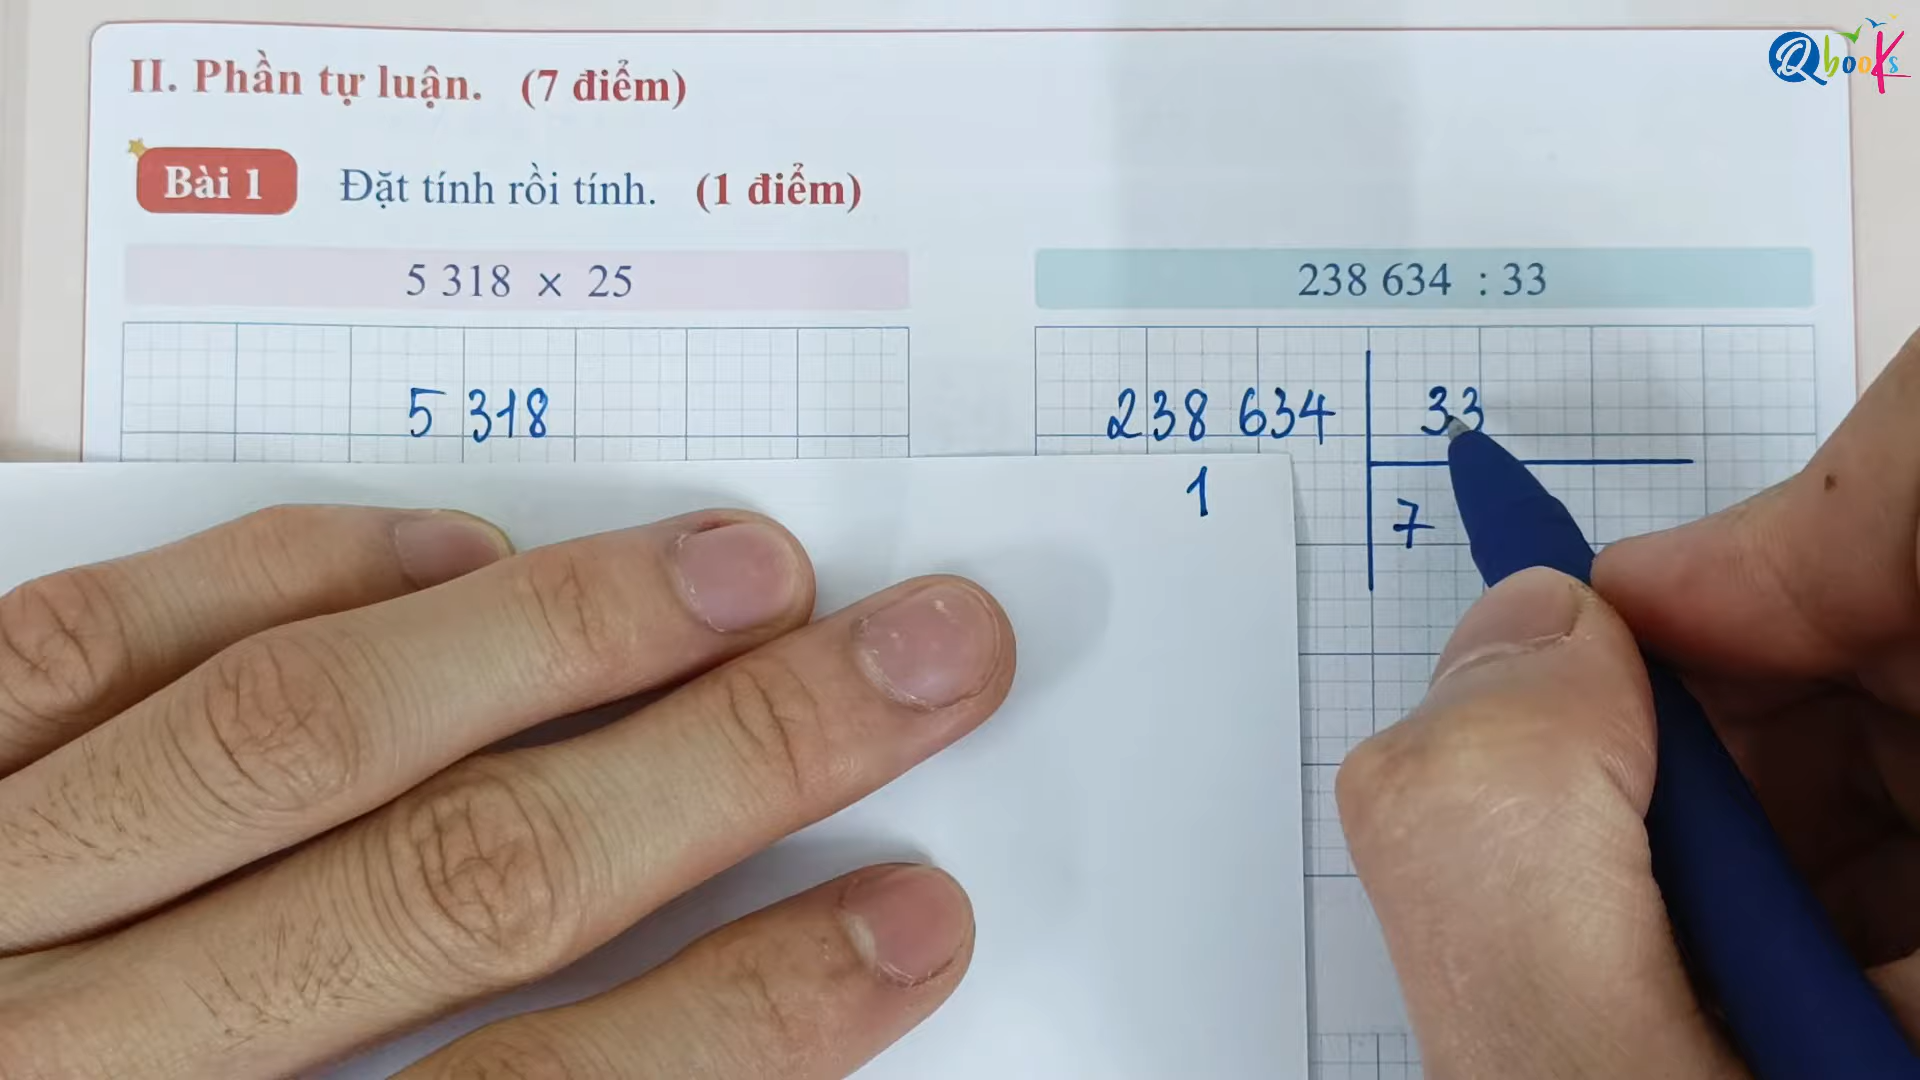 Qbooks
II. Phần tự luận. (7 điểm)
Bài 1 Đặt tính rồi tính. (1 điểm)
5 318 × 25
238 634 : 33
5 318
238 634 33
1
7